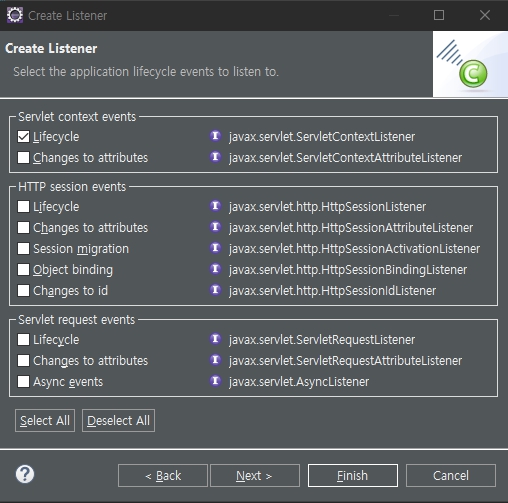 Create Listener
Create Listener
Select the application lifecycle events to listen to.
C
Servlet context events
Lifecycle I javax.servlet.ServletContextListener
Changes to attributes I javax.servlet.ServletContextAttributeListener
HTTP session events
Lifecycle I javax.servlet.http.HttpSessionListener
Changes to attributes I javax.servlet.http.HttpSessionAttributeListener
Session migration I javax.servlet.http.HttpSessionActivationListener
Object binding I javax.servlet.http.HttpSessionBindingListener
Changes to id I javax.servlet.http.HttpSessionIdListener
Servlet request events
Lifecycle I javax.servlet.ServletRequestListener
Changes to attributes I javax.servlet.ServletRequestAttributeListener
Async events I javax.servlet.AsyncListener
Select All Deselect All
? < Back Next > Finish Cancel